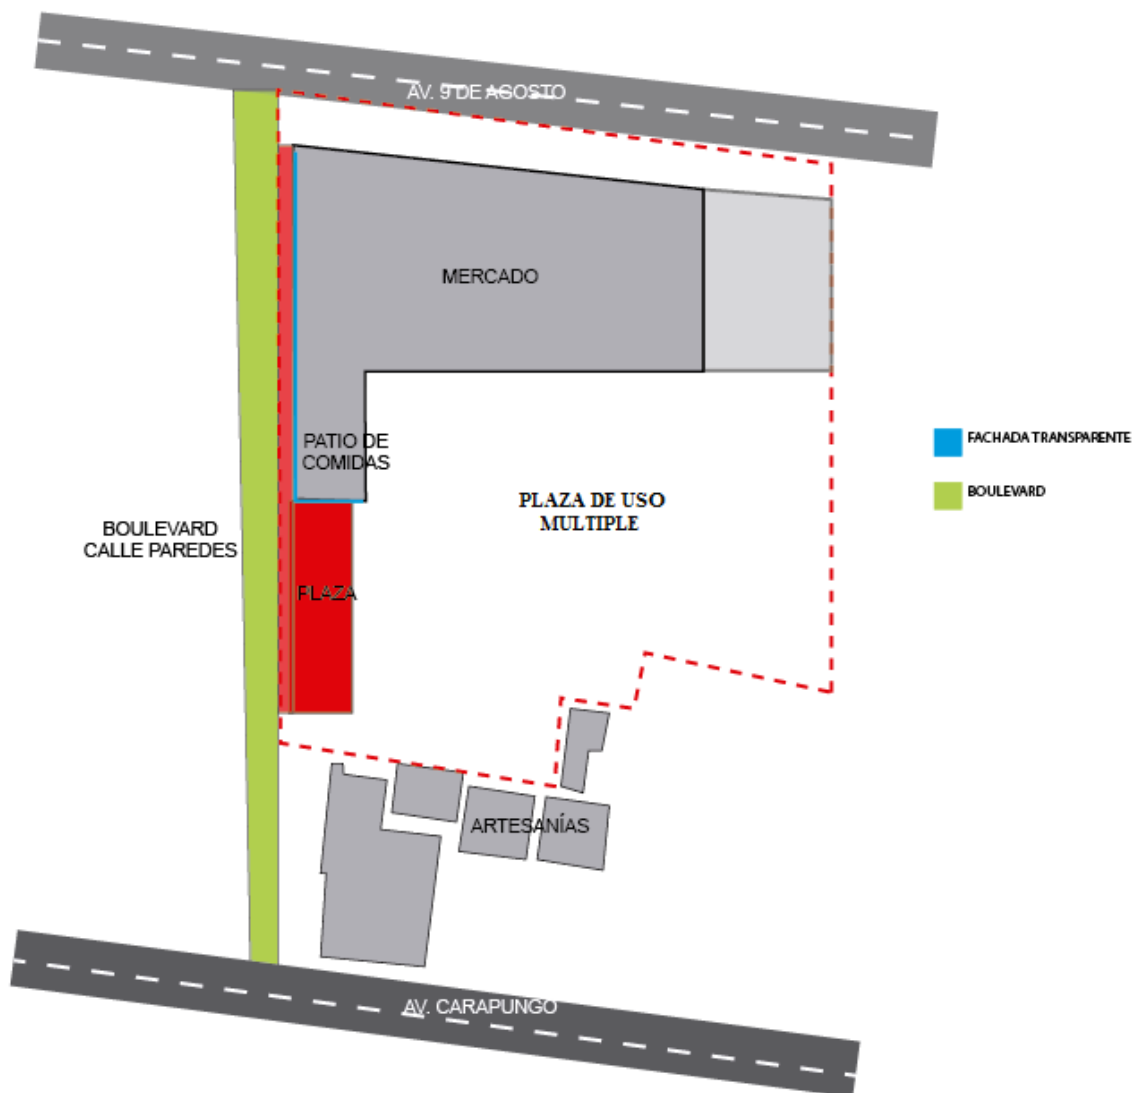 AV. 9 DE AGOSTO
MERCADO
PATIO DE
COMIDAS
FACHADA TRANSPARENTE
BOULEVARD
PLAZA DE USO
MULTIPLE
BOULEVARD
CALLE PAREDES
PLAZA
ARTESANÍAS
AV. CARAPUNGO